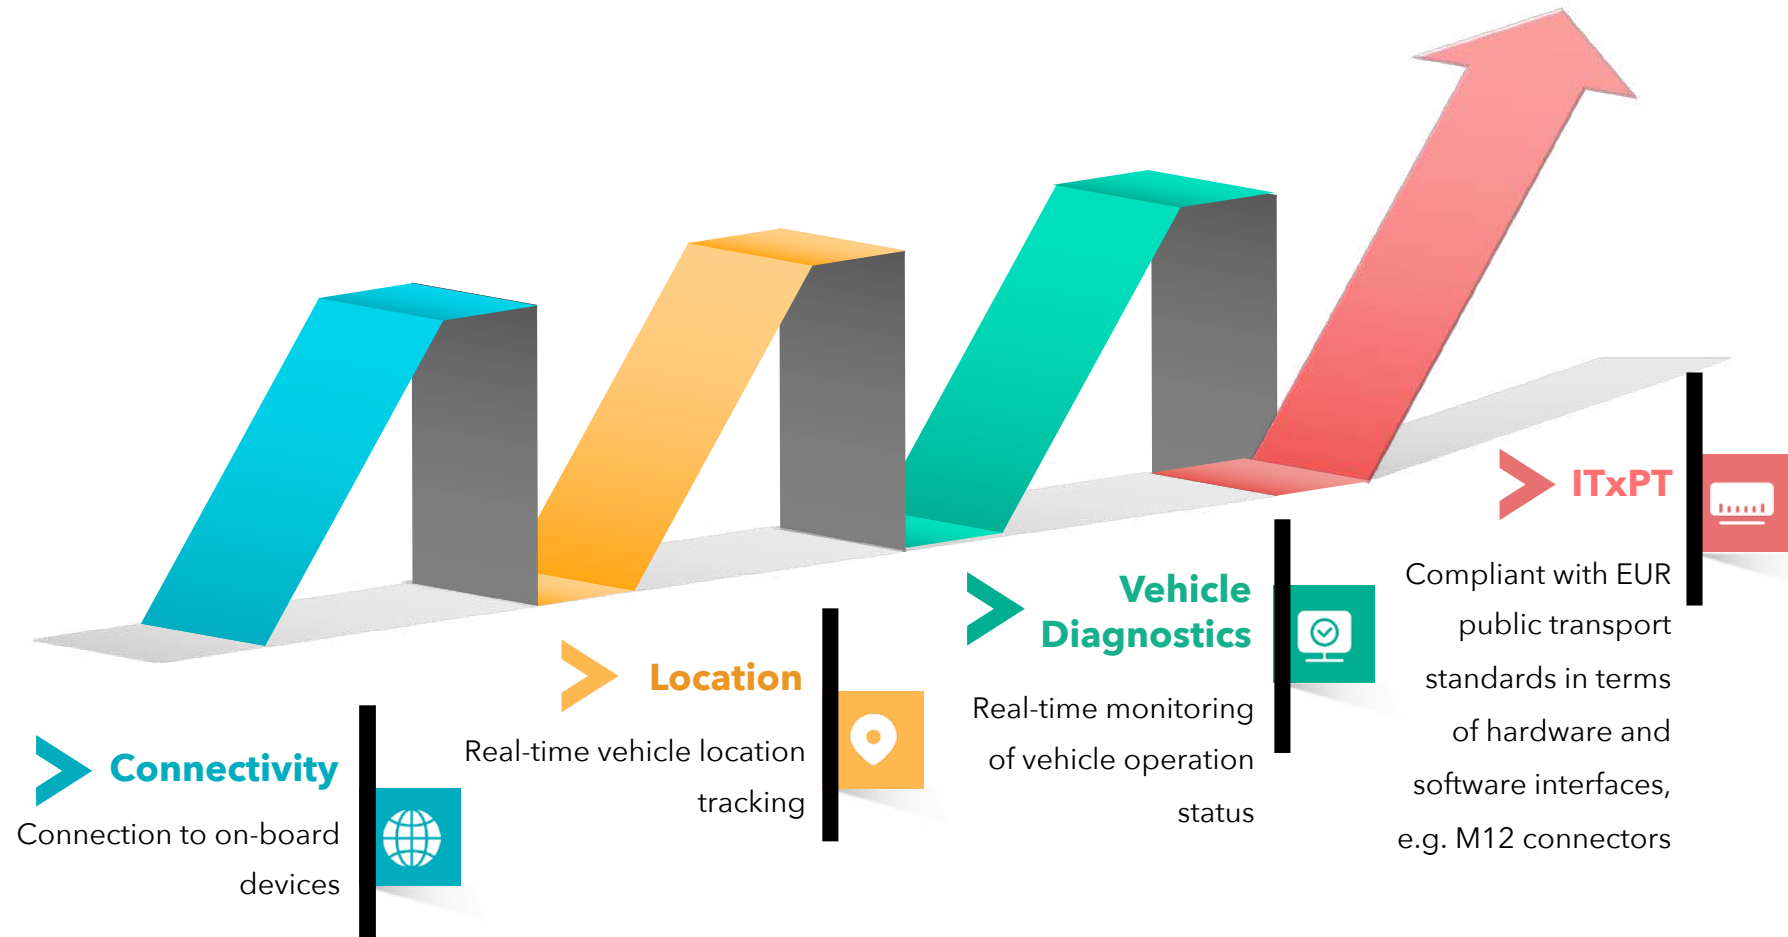 Connectivity
Connection to on-board
devices
Location
Real-time vehicle location
tracking
Vehicle
Diagnostics
Real-time monitoring
of vehicle operation
status
ITxPT
Compliant with EUR
public transport
standards in terms
of hardware and
software interfaces,
e.g. M12 connectors